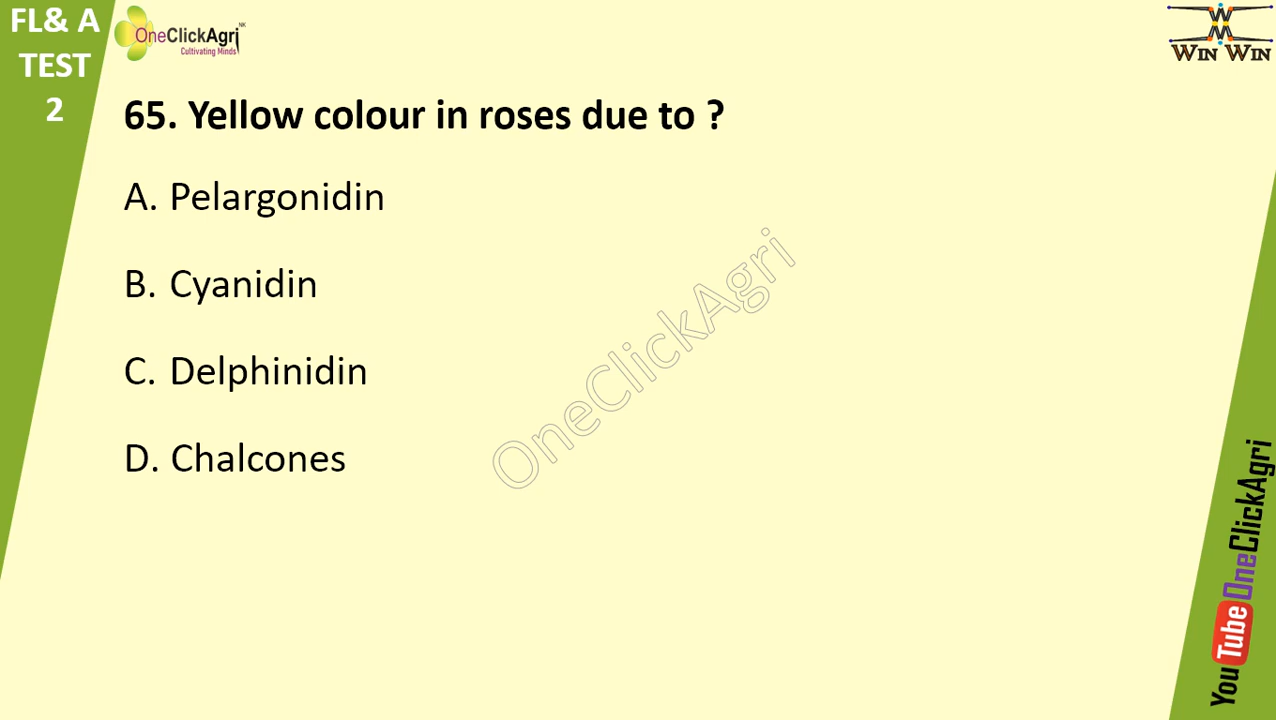 FL& A
TEST
2
OneClickAgri
NK
Cultivating Minds
WIN WIN
65. Yellow colour in roses due to ?
A. Pelargonidin
B. Cyanidin
C. Delphinidin
D. Chalcones
OneClickAgri
YouTube OneClickAgri